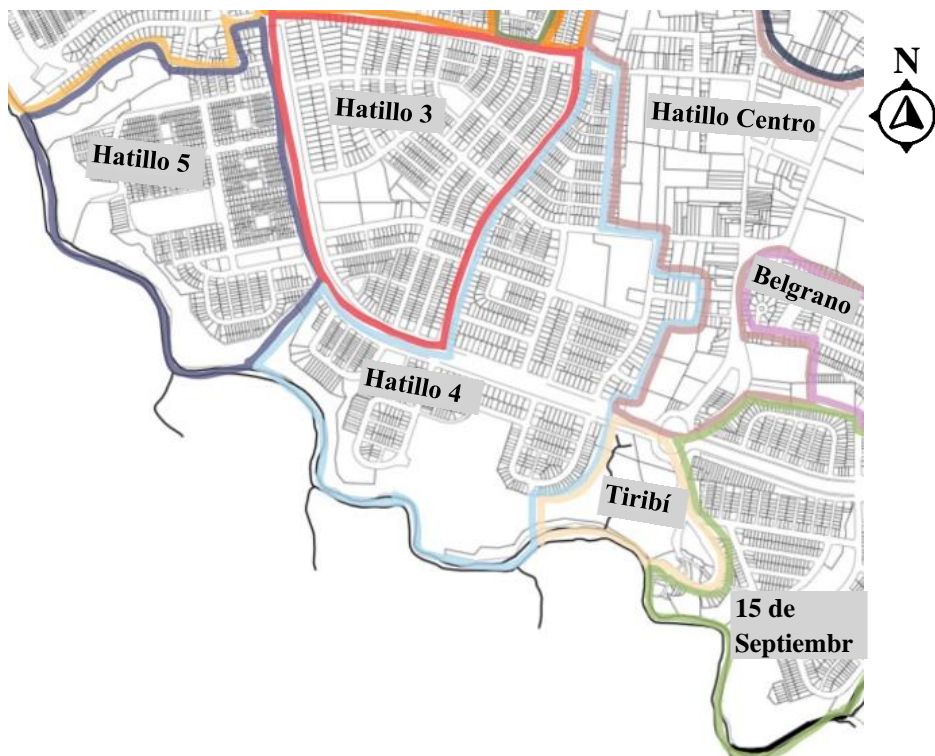 N
Hatillo 3
Hatillo Centro
Hatillo 5
Belgrano
Hatillo 4
Tiribí
15 de
Septiembr